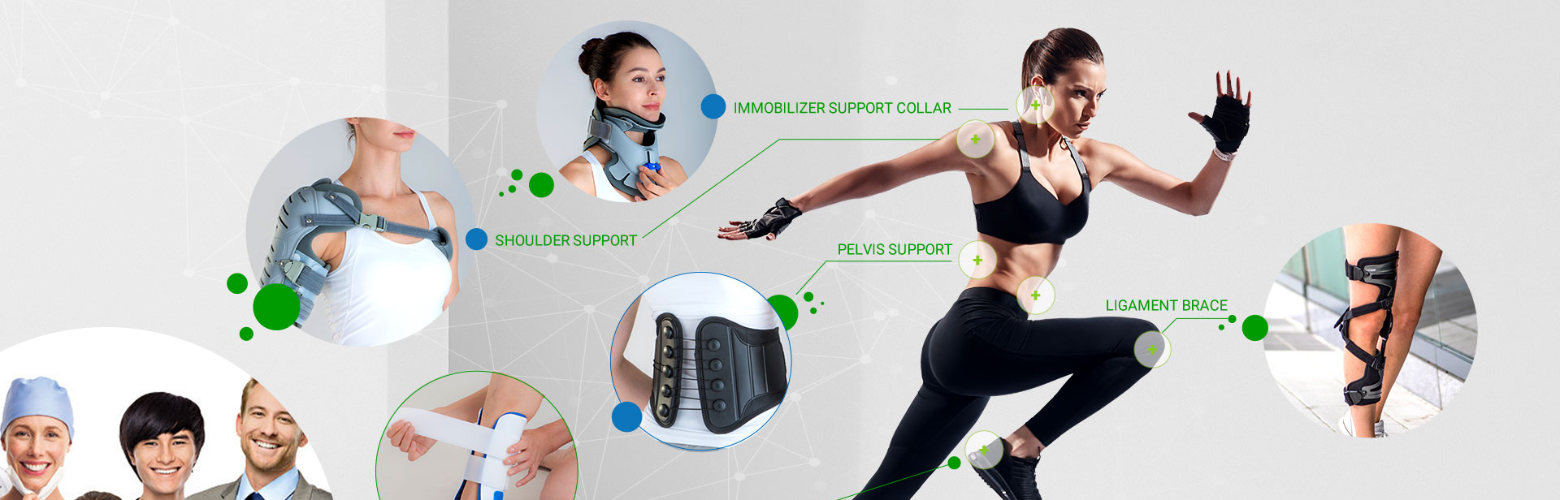 IMMOBILIZER SUPPORT COLLAR
SHOULDER SUPPORT
PELVIS SUPPORT
LIGAMENT BRACE